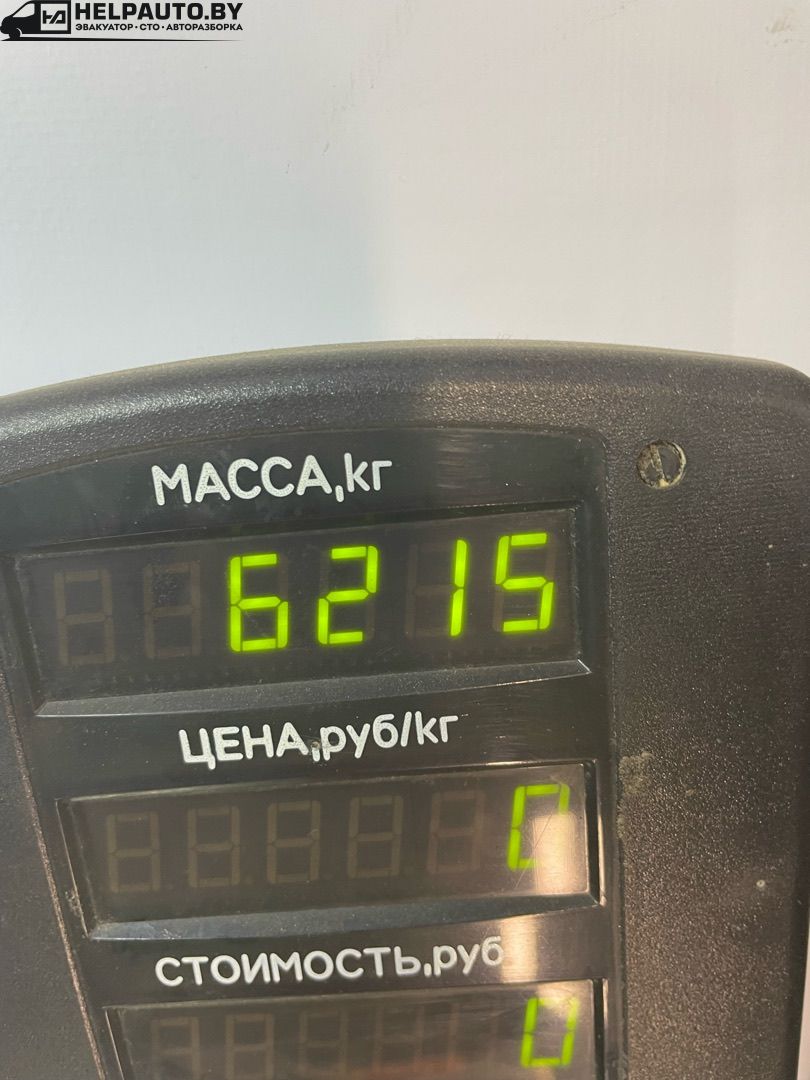 HELPAUTO.BY
ЭВАКУАТОР • СТО • АВТОРАЗБОРКА
МАССА,кг
6215
ЦЕНА,руб/кг
0
СТОИМОСТЬ,руб
0